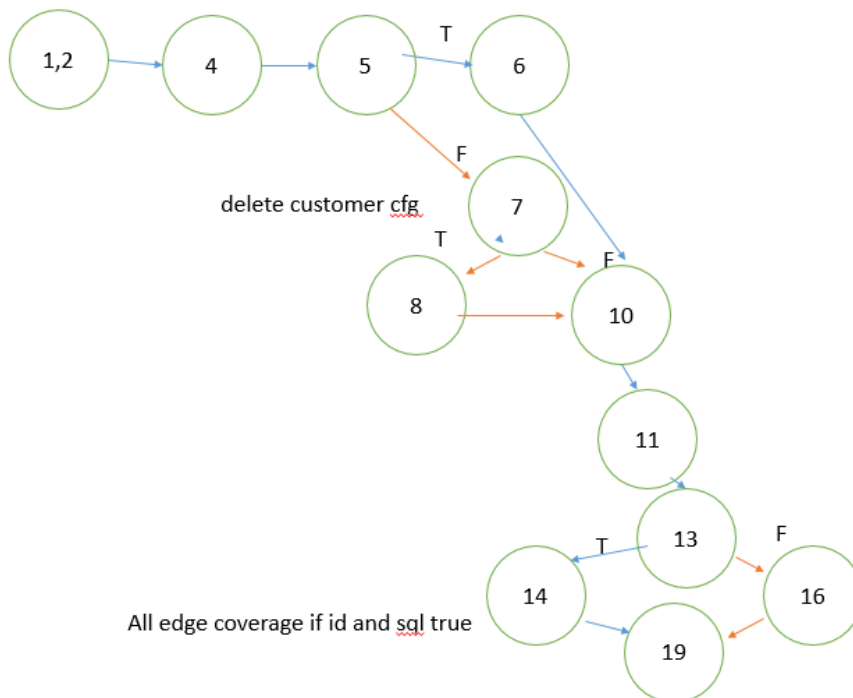 1,2
4
5
T
6
F
delete customer cfg
7
T
F
8
10
11
13
T
F
14
16
All edge coverage if id and sql true
19